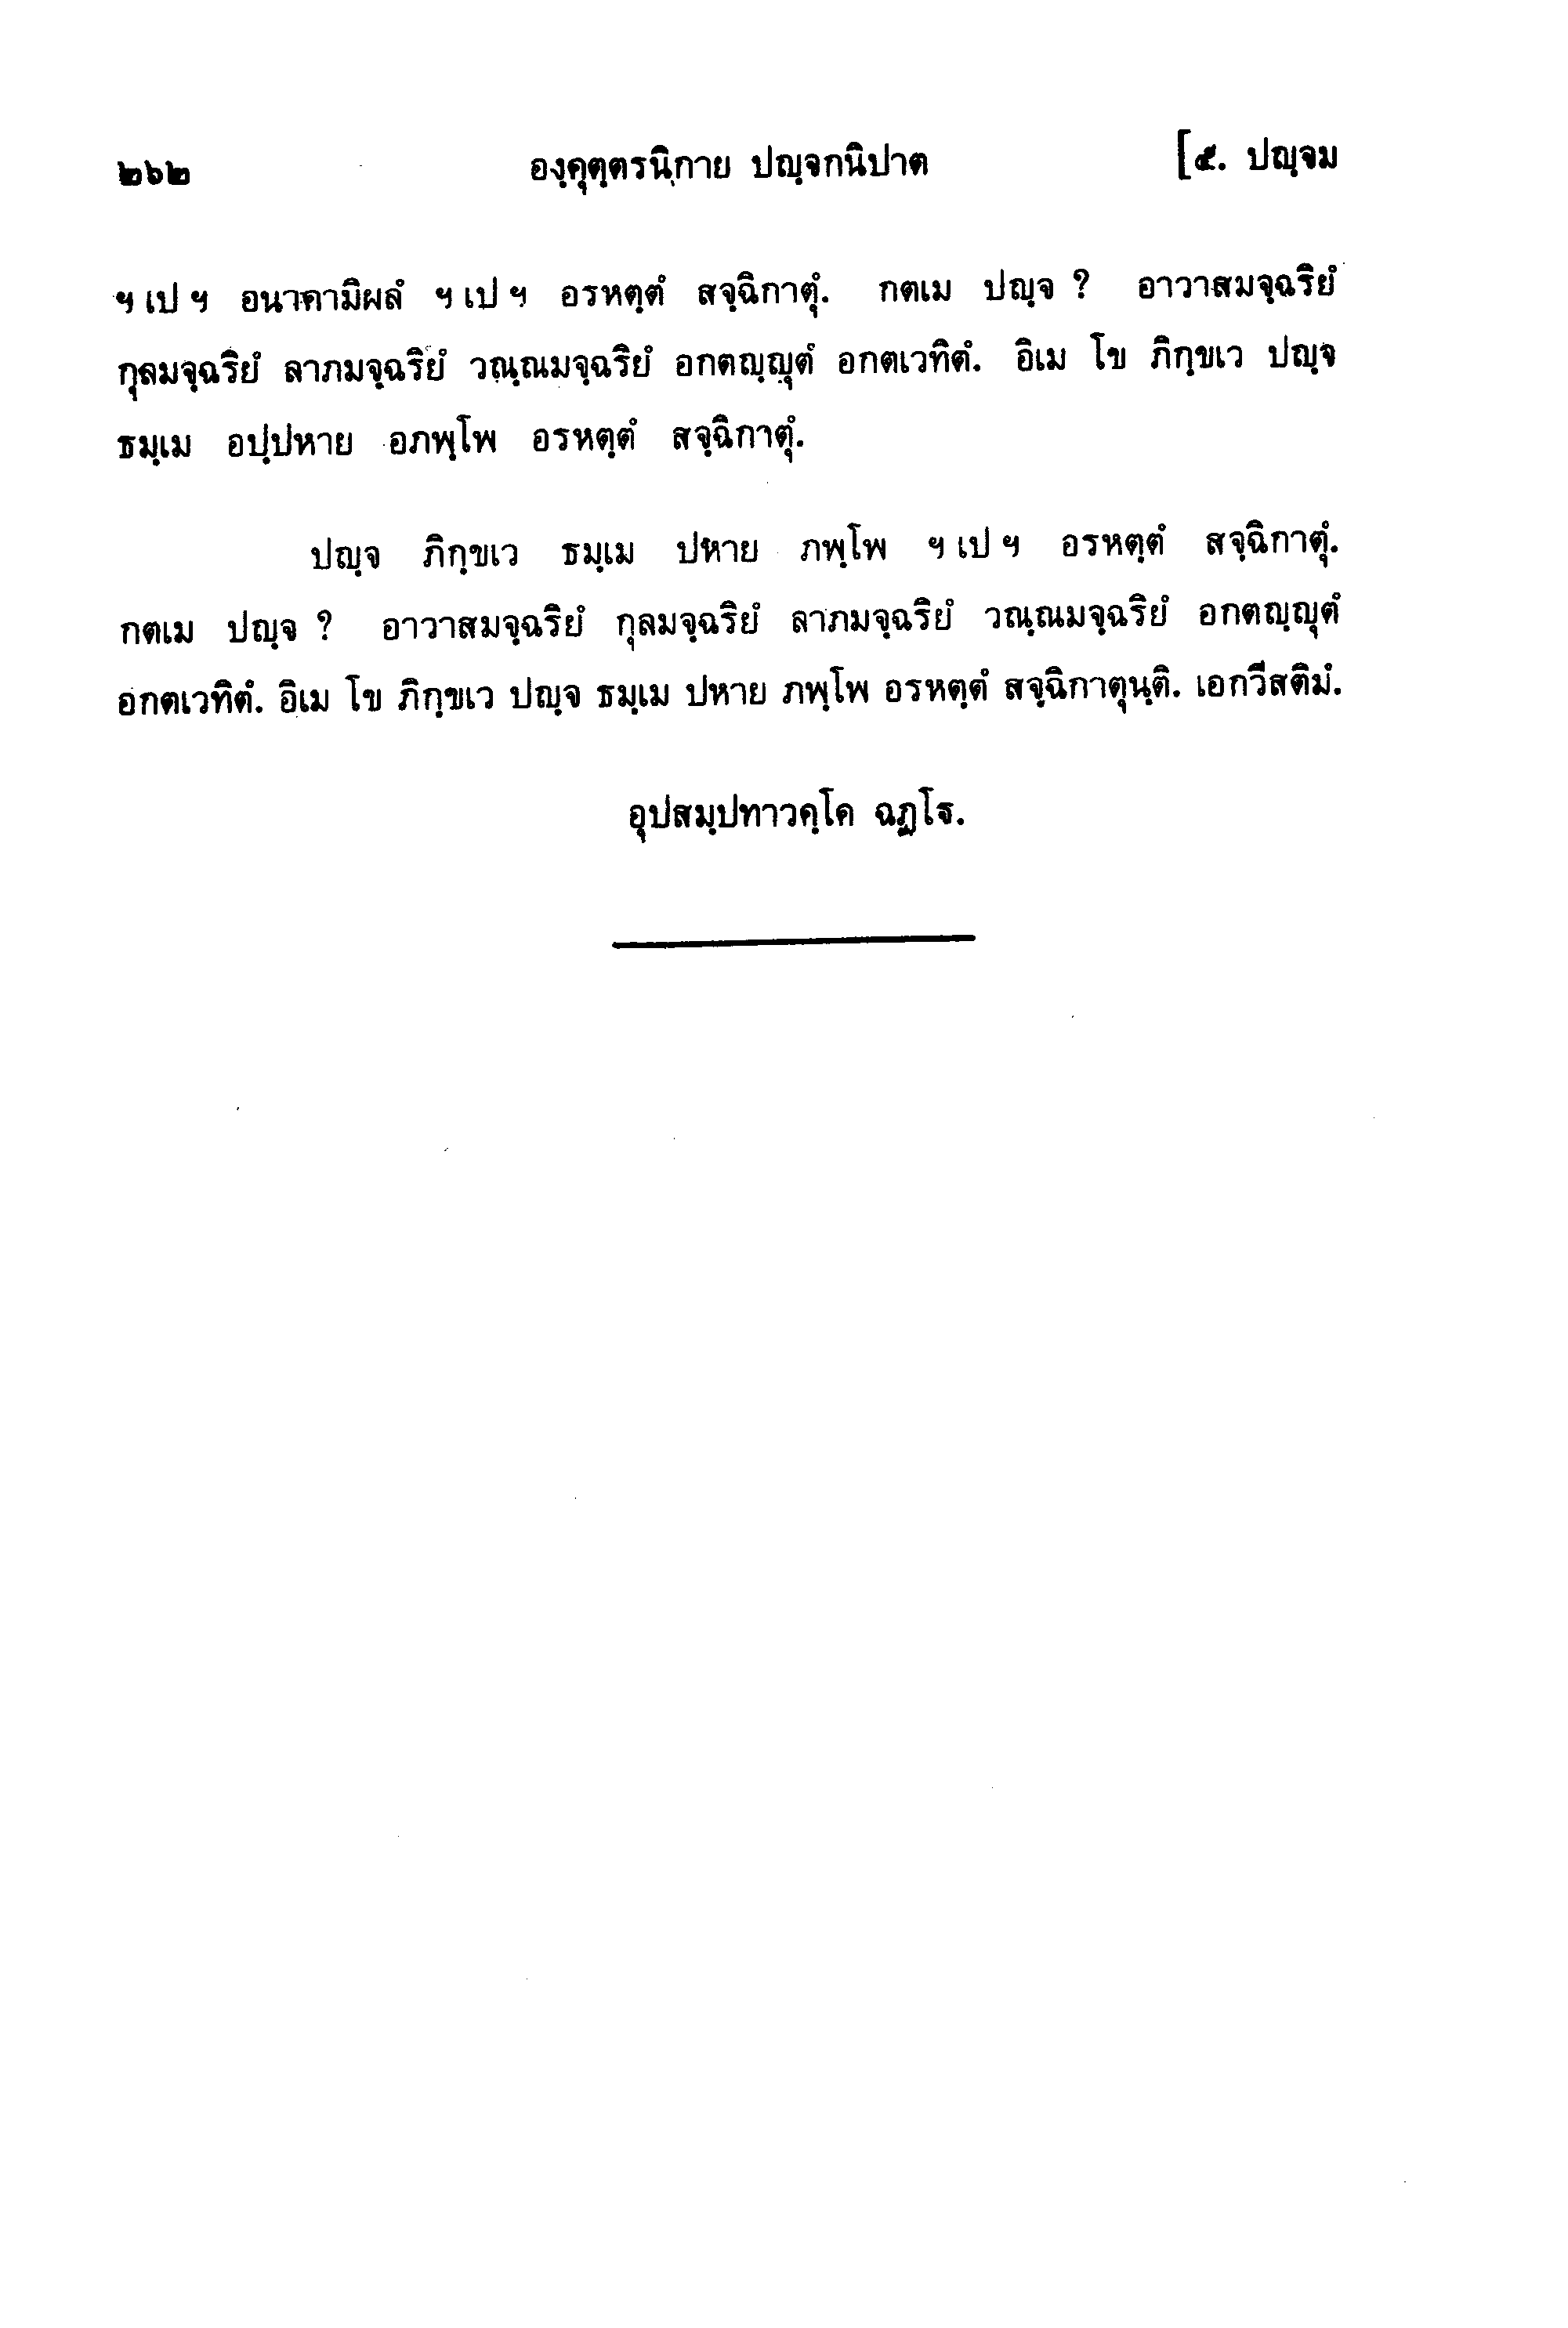 ๒๖๒ องฺคุตฺตรนิกาย ปญฺจกนิปาต [๕. ปญฺจม
ฯ เป ฯ อนาคามิผลํ ฯ เป ฯ อรหตฺตํ สจฺฉิกาตุํ. กตเม ปญฺจ ? อาวาสมจฺฉริยํ
กุลมจฺฉริยํ ลาภมจฺฉริยํ วณฺณมจฺฉริยํ อกตญฺญุตํ อกตเวทิตํ. อิเม โข ภิกฺขเว ปญฺจ
ธมฺเม อปฺปหาย อภพฺโพ อรหตฺตํ สจฺฉิกาตุํ.
ปญฺจ ภิกฺขเว ธมฺเม ปหาย ภพฺโพ ฯ เป ฯ อรหตฺตํ สจฺฉิกาตุํ.
กตเม ปญฺจ ? อาวาสมจฺฉริยํ กุลมจฺฉริยํ ลาภมจฺฉริยํ วณฺณมจฺฉริยํ อกตญฺญุตํ
อกตเวทิตํ. อิเม โข ภิกฺขเว ปญฺจ ธมฺเม ปหาย ภพฺโพ อรหตฺตํ สจฺฉิกาตุนฺติ. เอกวีสติมํ.
อุปสมฺปทาวคฺโค ฉฏฺโฐ.